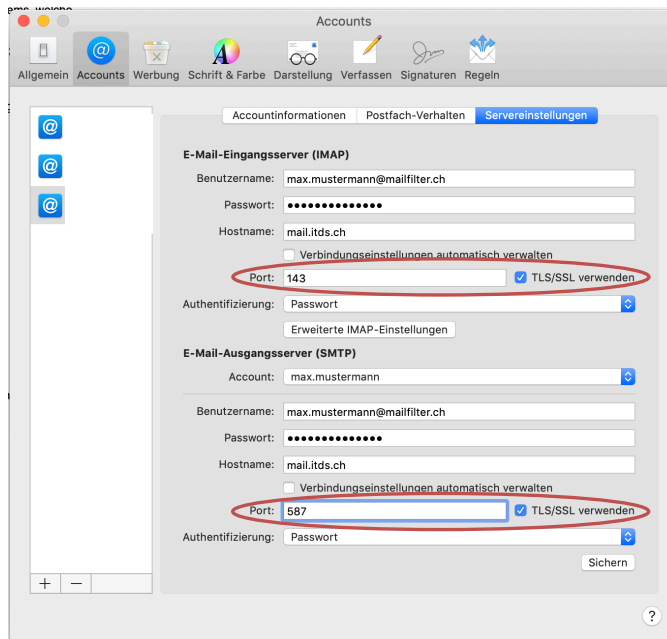 Accounts
Allgemein Accounts Werbung Schrift & Farbe Darstellung Verfassen Signaturen Regeln
Accountinformationen Postfach-Verhalten Servereinstellungen
E-Mail-Eingangsserver (IMAP)
Benutzername: max.mustermann@mailfilter.ch
Passwort: ••••••••••••••
Hostname: mail.itds.ch
Verbindungseinstellungen automatisch verwalten
Port: 143 TLS/SSL verwenden
Authentifizierung: Passwort
Erweiterte IMAP-Einstellungen
E-Mail-Ausgangsserver (SMTP)
Account: max.mustermann
Benutzername: max.mustermann@mailfilter.ch
Passwort: ••••••••••••••
Hostname: mail.itds.ch
Verbindungseinstellungen automatisch verwalten
Port: 587 TLS/SSL verwenden
Authentifizierung: Passwort
Sichern
+ −
?